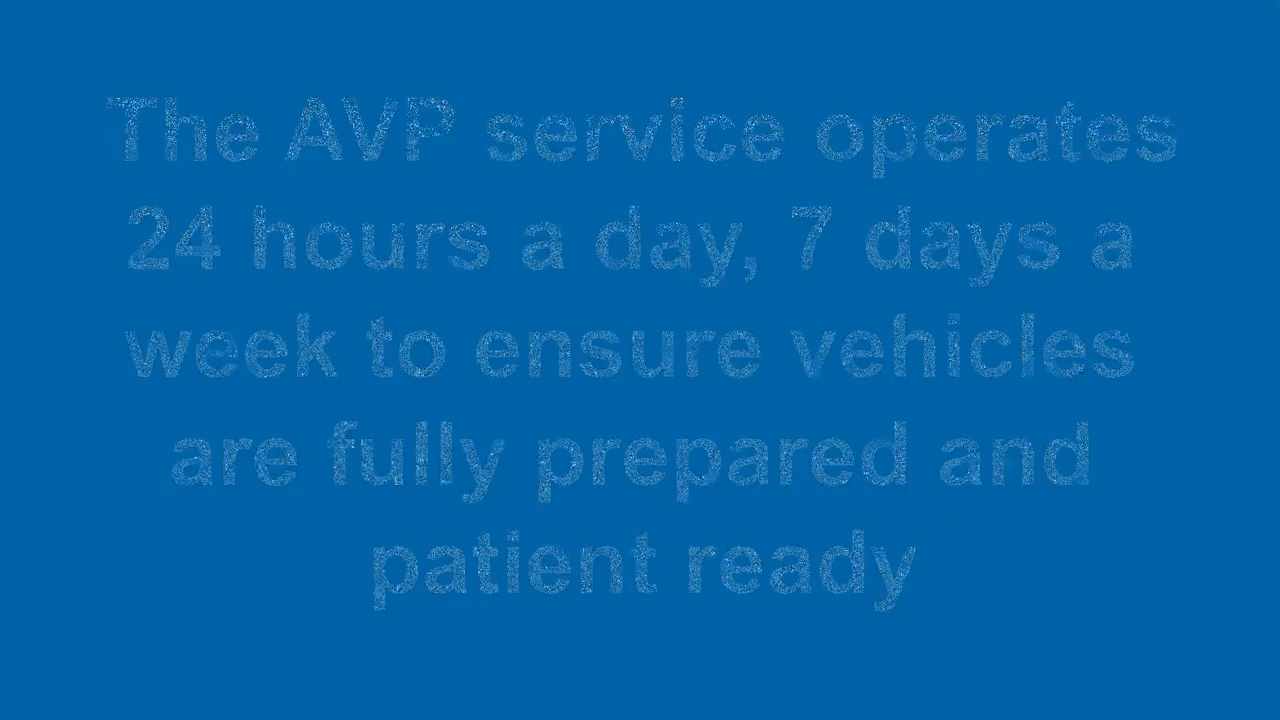 The AVP service operates
24 hours a day, 7 days a
week to ensure vehicles
are fully prepared and
patient ready